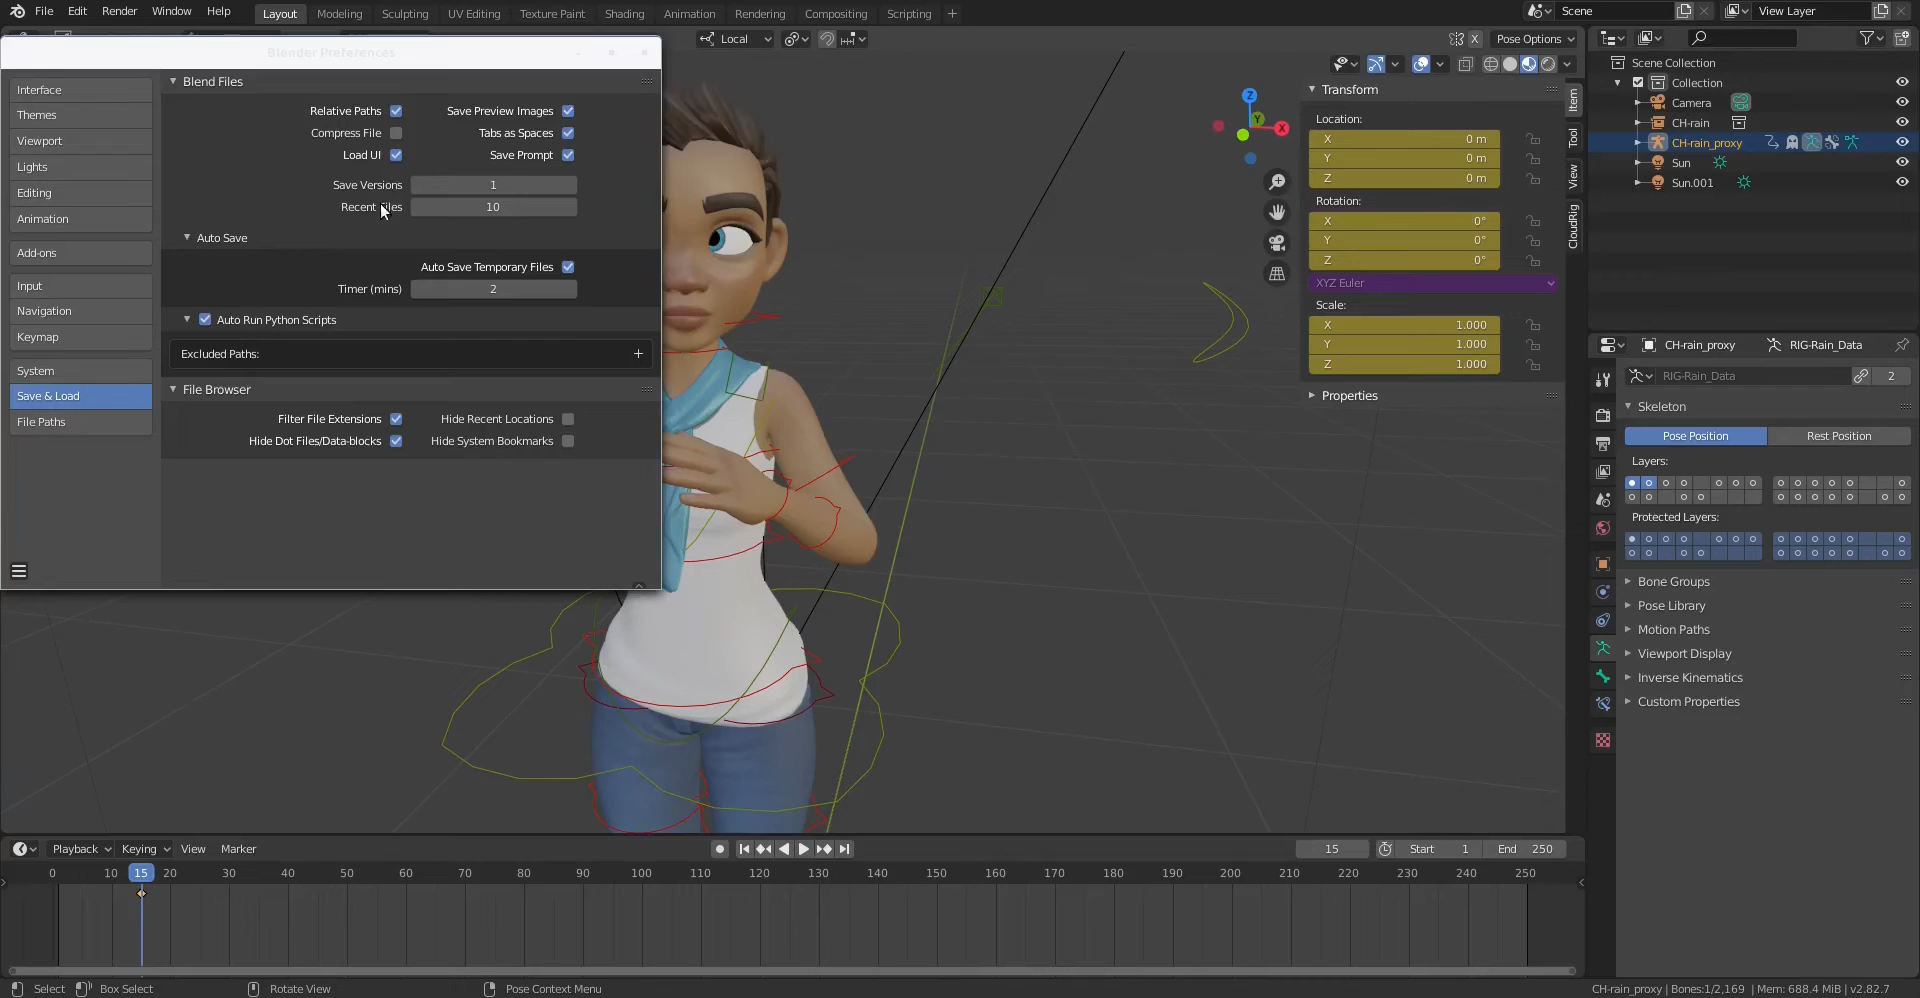 File Edit Render Window Help Layout Modeling Sculpting UV Editing Texture Paint Shading Animation Rendering Compositing Scripting + Scene View Layer
Local X Pose Options
Blender Preferences
Interface
Themes
Viewport
Lights
Editing
Animation
Add-ons
Input
Navigation
Keymap
System
Save & Load
File Paths
Blend Files
Relative Paths Save Preview Images
Compress File Tabs as Spaces
Load UI Save Prompt
Save Versions 1
Recent Files 10
Auto Save
Auto Save Temporary Files
Timer (mins) 2
Auto Run Python Scripts
Excluded Paths: +
File Browser
Filter File Extensions Hide Recent Locations
Hide Dot Files/Data-blocks Hide System Bookmarks
Z
Y
X
Transform
Location:
X 0 m
Y 0 m
Z 0 m
Rotation:
X 0°
Y 0°
Z 0°
XYZ Euler
Scale:
X 1.000
Y 1.000
Z 1.000
Properties
Item
Tool
View
CloudRig
Scene Collection
Collection
Camera
CH-rain
CH-rain_proxy
Sun
Sun.001
CH-rain_proxy RIG-Rain_Data
RIG-Rain_Data 2
Skeleton
Pose Position Rest Position
Layers:
Protected Layers:
Bone Groups
Pose Library
Motion Paths
Viewport Display
Inverse Kinematics
Custom Properties
Playback Keying View Marker 15 Start 1 End 250
0 10 15 20 30 40 50 60 70 80 90 100 110 120 130 140 150 160 170 180 190 200 210 220 230 240 250
Select Box Select Rotate View Pose Context Menu CH-rain_proxy | Bones:1/2,169 | Mem: 688.4 MiB | v2.82.7